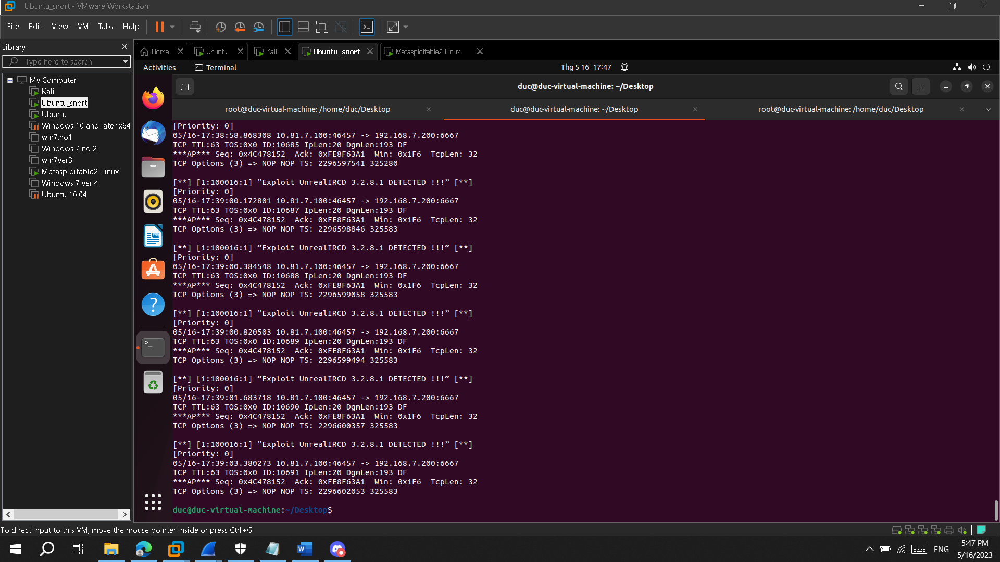 Ubuntu_snort - VMware Workstation
File Edit View VM Tabs Help
Library
Type here to search
My Computer
Kali
Ubuntu_snort
Ubuntu
Windows 10 and later x64
win7.no1
Windows 7 no 2
win7ver3
Metasploitable2-Linux
Windows 7 ver 4
Ubuntu 16.04
Home Ubuntu Kali Ubuntu_snort Metasploitable2-Linux
Activities Terminal Thg 5 16 17:47
duc@duc-virtual-machine: ~/Desktop
root@duc-virtual-machine: /home/duc/Desktop duc@duc-virtual-machine: ~/Desktop root@duc-virtual-machine: /home/duc/Desktop
[Priority: 0]
05/16-17:38:58.868308 10.81.7.100:46457 -> 192.168.7.200:6667
TCP TTL:63 TOS:0x0 ID:10685 IpLen:20 DgmLen:193 DF
***AP*** Seq: 0x4C478152  Ack: 0xFE8F63A1  Win: 0x1F6  TcpLen: 32
TCP Options (3) => NOP NOP TS: 2296597541 325280
[**] [1:100016:1] ”Exploit UnrealIRCD 3.2.8.1 DETECTED !!!” [**]
[Priority: 0]
05/16-17:39:00.172801 10.81.7.100:46457 -> 192.168.7.200:6667
TCP TTL:63 TOS:0x0 ID:10687 IpLen:20 DgmLen:193 DF
***AP*** Seq: 0x4C478152  Ack: 0xFE8F63A1  Win: 0x1F6  TcpLen: 32
TCP Options (3) => NOP NOP TS: 2296598846 325583
[**] [1:100016:1] ”Exploit UnrealIRCD 3.2.8.1 DETECTED !!!” [**]
[Priority: 0]
05/16-17:39:00.384548 10.81.7.100:46457 -> 192.168.7.200:6667
TCP TTL:63 TOS:0x0 ID:10688 IpLen:20 DgmLen:193 DF
***AP*** Seq: 0x4C478152  Ack: 0xFE8F63A1  Win: 0x1F6  TcpLen: 32
TCP Options (3) => NOP NOP TS: 2296599058 325583
[**] [1:100016:1] ”Exploit UnrealIRCD 3.2.8.1 DETECTED !!!” [**]
[Priority: 0]
05/16-17:39:00.820503 10.81.7.100:46457 -> 192.168.7.200:6667
TCP TTL:63 TOS:0x0 ID:10689 IpLen:20 DgmLen:193 DF
***AP*** Seq: 0x4C478152  Ack: 0xFE8F63A1  Win: 0x1F6  TcpLen: 32
TCP Options (3) => NOP NOP TS: 2296599494 325583
[**] [1:100016:1] ”Exploit UnrealIRCD 3.2.8.1 DETECTED !!!” [**]
[Priority: 0]
05/16-17:39:01.683718 10.81.7.100:46457 -> 192.168.7.200:6667
TCP TTL:63 TOS:0x0 ID:10690 IpLen:20 DgmLen:193 DF
***AP*** Seq: 0x4C478152  Ack: 0xFE8F63A1  Win: 0x1F6  TcpLen: 32
TCP Options (3) => NOP NOP TS: 2296600357 325583
[**] [1:100016:1] ”Exploit UnrealIRCD 3.2.8.1 DETECTED !!!” [**]
[Priority: 0]
05/16-17:39:03.380273 10.81.7.100:46457 -> 192.168.7.200:6667
TCP TTL:63 TOS:0x0 ID:10691 IpLen:20 DgmLen:193 DF
***AP*** Seq: 0x4C478152  Ack: 0xFE8F63A1  Win: 0x1F6  TcpLen: 32
TCP Options (3) => NOP NOP TS: 2296602053 325583
duc@duc-virtual-machine:~/Desktop$
To direct input to this VM, move the mouse pointer inside or press Ctrl+G.
ENG
5:47 PM
5/16/2023